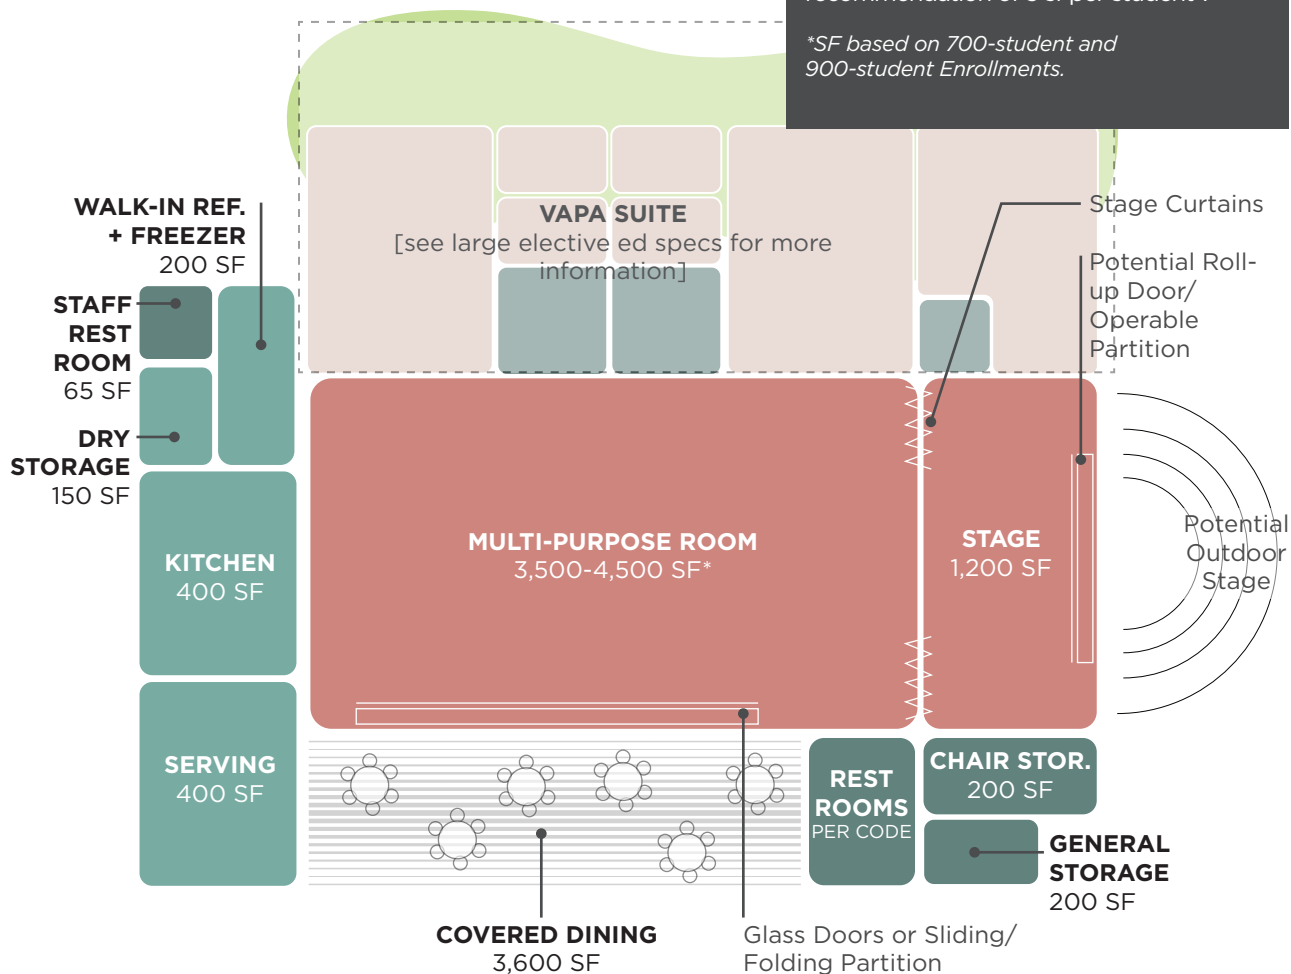 *SF based on 700-student and
900-student Enrollments.
WALK-IN REF.
+ FREEZER
200 SF
STAFF
REST
ROOM
65 SF
DRY
STORAGE
150 SF
VAPA SUITE
[see large elective ed specs for more
information]
Stage Curtains
Potential Roll-
up Door/
Operable
Partition
KITCHEN
400 SF
MULTI-PURPOSE ROOM
3,500-4,500 SF*
STAGE
1,200 SF
Potential
Outdoor
Stage
SERVING
400 SF
REST
ROOMS
PER CODE
CHAIR STOR.
200 SF
GENERAL
STORAGE
200 SF
COVERED DINING
3,600 SF
Glass Doors or Sliding/
Folding Partition